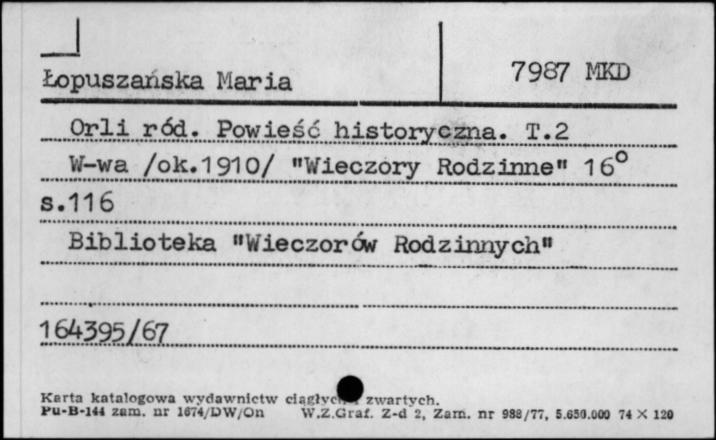 Łopuszańska Maria 7987 MKD
Orli ród. Powieść historyczna. T.2
W-wa /ok.1910/ "Wieczory Rodzinne" 16°
s.116
Biblioteka "Wieczorów Rodzinnych"
164395/67
Karta katalogowa wydawnictw zwartych.
Pu-B-144 zam. nr 1674/DW/On W.Z.Graf. Z-d 2, Zam. nr 988/77, 5.650.000 74 X 120